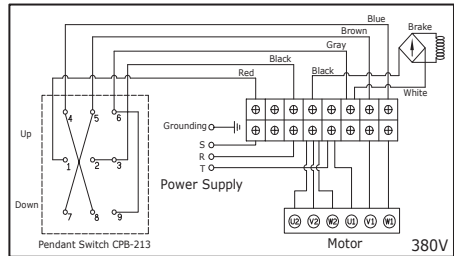 Blue
Brake
Brown
Gray
Black
Black
Red
White
4 5 6
Up
Grounding
S
1 2 3
R
T
Power Supply
Down
7 8 9
U2 V2 W2 U1 V1 W1
Pendant Switch CPB-213
Motor
380V